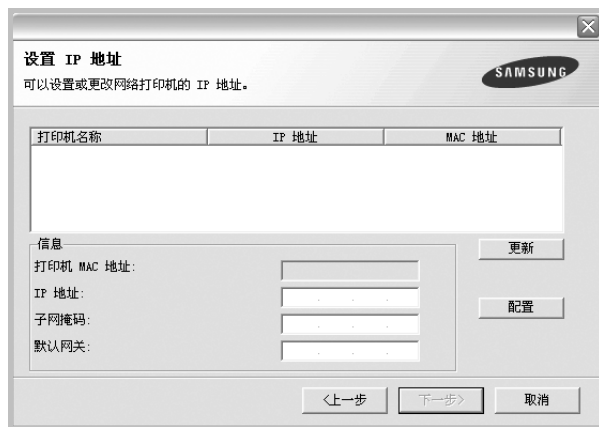 设置 IP 地址
可以设置或更改网络打印机的 IP 地址。
SAMSUNG
打印机名称 IP 地址 MAC 地址
信息
更新
打印机 MAC 地址:
IP 地址:
配置
子网掩码:
默认网关:
<上一步 下一步> 取消